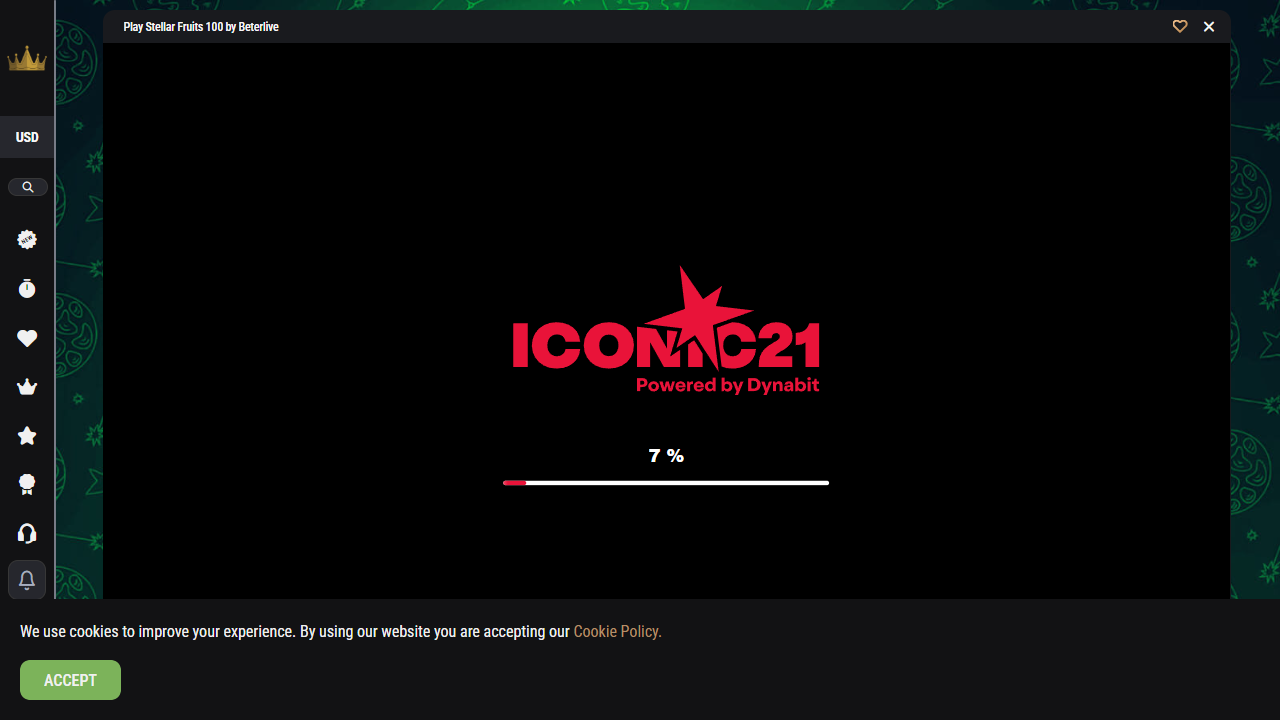 Play Stellar Fruits 100 by Beterlive
USD
NEW
ICONIC21
Powered by Dynabit
7 %
We use cookies to improve your experience. By using our website you are accepting our Cookie Policy.
ACCEPT